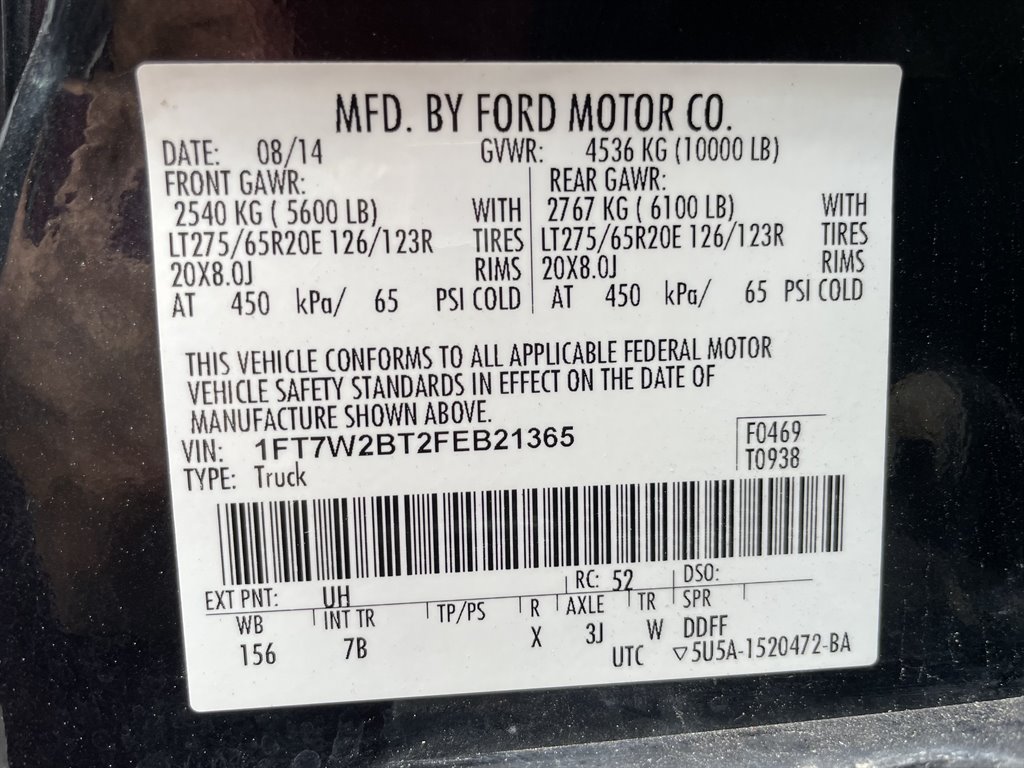 MFD. BY FORD MOTOR CO.
DATE: 08/14 GVWR: 4536 KG (10000 LB)
FRONT GAWR: REAR GAWR:
2540 KG ( 5600 LB) WITH 2767 KG ( 6100 LB) WITH
LT275/65R20E 126/123R TIRES LT275/65R20E 126/123R TIRES
20X8.0J RIMS 20X8.0J RIMS
AT 450 kPa/ 65 PSI COLD AT 450 kPa/ 65 PSI COLD
THIS VEHICLE CONFORMS TO ALL APPLICABLE FEDERAL MOTOR
VEHICLE SAFETY STANDARDS IN EFFECT ON THE DATE OF
MANUFACTURE SHOWN ABOVE.
VIN: 1FT7W2BT2FEB21365 F0469
TYPE: Truck T0938
EXT PNT: UH RC: 52 DSO:
WB INT TR TP/PS R AXLE TR SPR
156 7B X 3J W DDFF
UTC ▽5U5A-1520472-BA